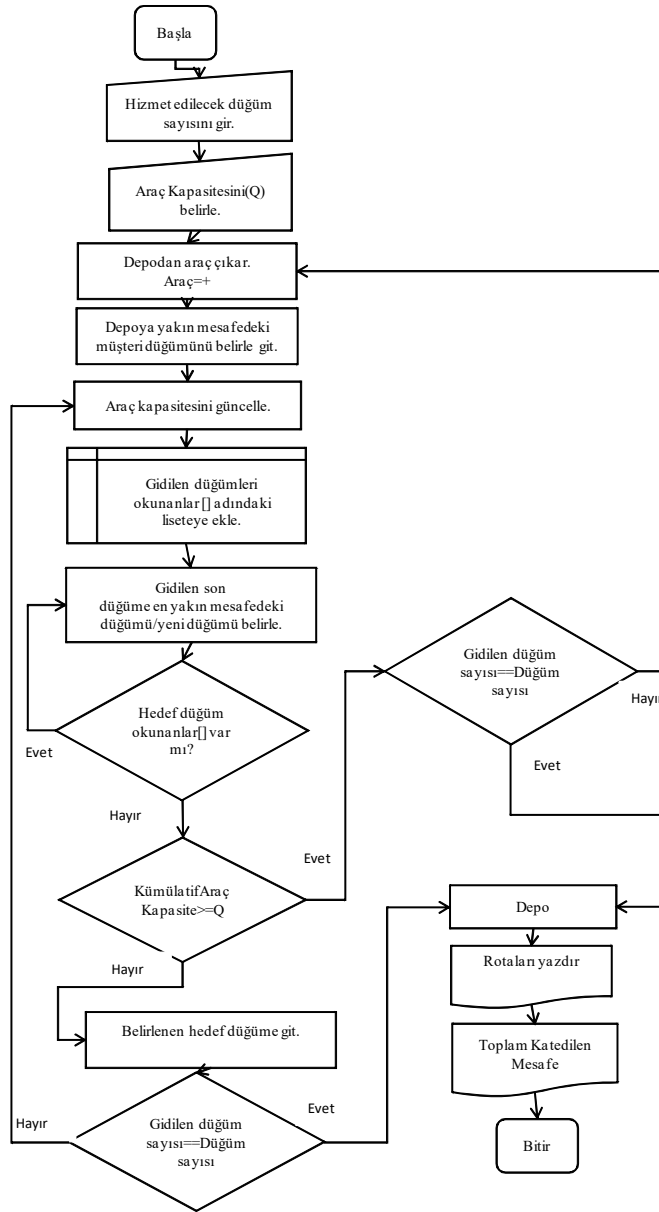 Başla
Hizmet edilecek düğüm
sayısını gir.
Araç Kapasitesini(Q)
belirle.
Depodan araç çıkar.
Araç=+
Depoya yakın mesafedeki
müşteri düğümünü belirle git.
Araç kapasitesini güncelle.
Gidilen düğümleri
okunanlar[] adındaki
liseteye ekle.
Gidilen son
düğüme en yakın mesafedeki
düğümü/yeni düğümü belirle.
Hedef düğüm
okunanlar[] var
mı?
Evet
Hayır
Kümülatif Araç
Kapasite>=Q
Evet
Hayır
Belirlenen hedef düğüme git.
Gidilen düğüm
sayısı==Düğüm
sayısı
Hayır
Evet
Gidilen düğüm
sayısı==Düğüm
sayısı
Hayır
Evet
Depo
Rotaları yazdır
Toplam Katedilen
Mesafe
Bitir